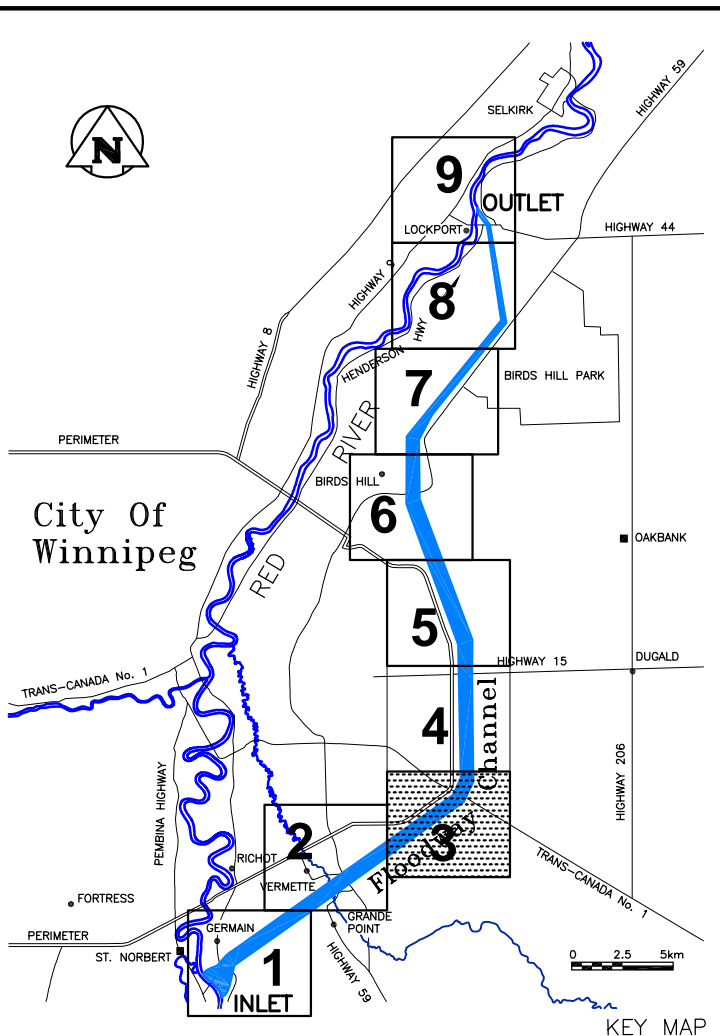 HIGHWAY 59
SELKIRK
N
9
OUTLET
LOCKPORT
HIGHWAY 44
HIGHWAY 9
8
HIGHWAY 8
HENDERSON HWY
7
BIRDS HILL PARK
PERIMETER
RED RIVER
BIRDS HILL
6
City Of
Winnipeg
OAKBANK
5
HIGHWAY 15
DUGALD
TRANS-CANADA No. 1
4
Floodway Channel
HIGHWAY 206
PEMBINA HIGHWAY
2
3
RICHOT
VERMETTE
TRANS-CANADA No. 1
FORTRESS
GRANDE
POINT
GERMAIN
PERIMETER
ST. NORBERT
1
HIGHWAY 59
INLET
0 2.5 5km
KEY MAP